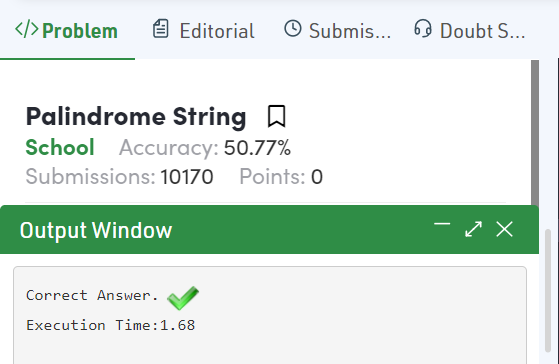 </>Problem Editorial Submis... Doubt S...
Palindrome String
School Accuracy: 50.77%
Submissions: 10170 Points: 0
Output Window
Correct Answer.
Execution Time:1.68